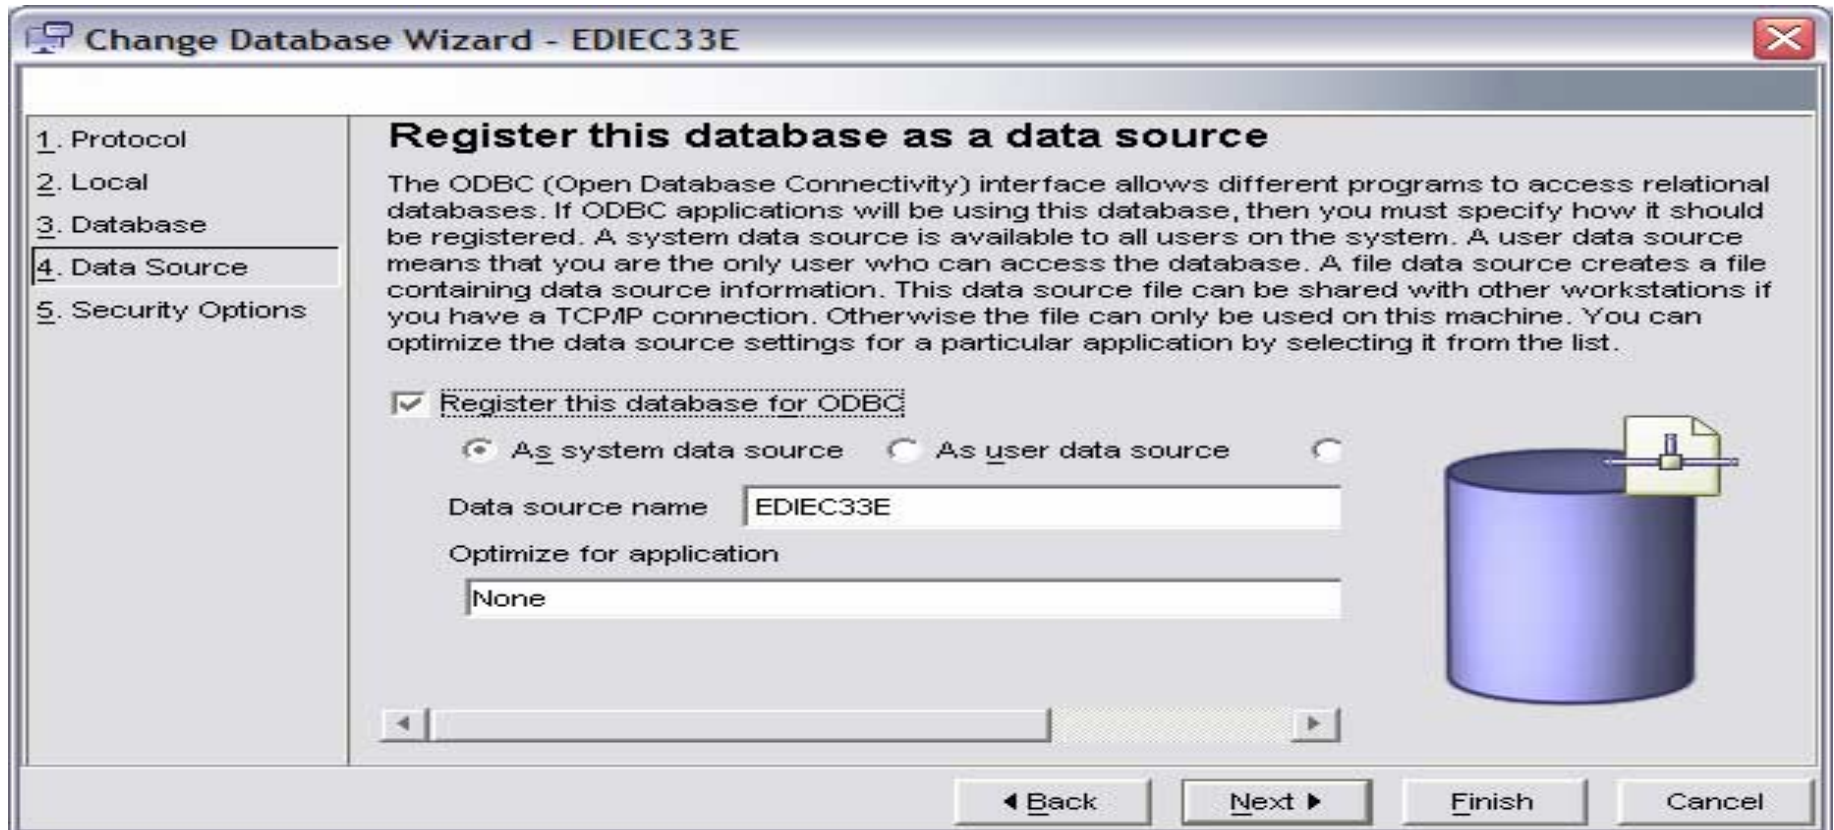 Change Database Wizard - EDIEC33E
1. Protocol
2. Local
3. Database
4. Data Source
5. Security Options
Register this database as a data source
The ODBC (Open Database Connectivity) interface allows different programs to access relational
databases. If ODBC applications will be using this database, then you must specify how it should
be registered. A system data source is available to all users on the system. A user data source
means that you are the only user who can access the database. A file data source creates a file
containing data source information. This data source file can be shared with other workstations if
you have a TCP/IP connection. Otherwise the file can only be used on this machine. You can
optimize the data source settings for a particular application by selecting it from the list.
Register this database for ODBC
As system data source As user data source
Data source name EDIEC33E
Optimize for application
None
Back Next Finish Cancel